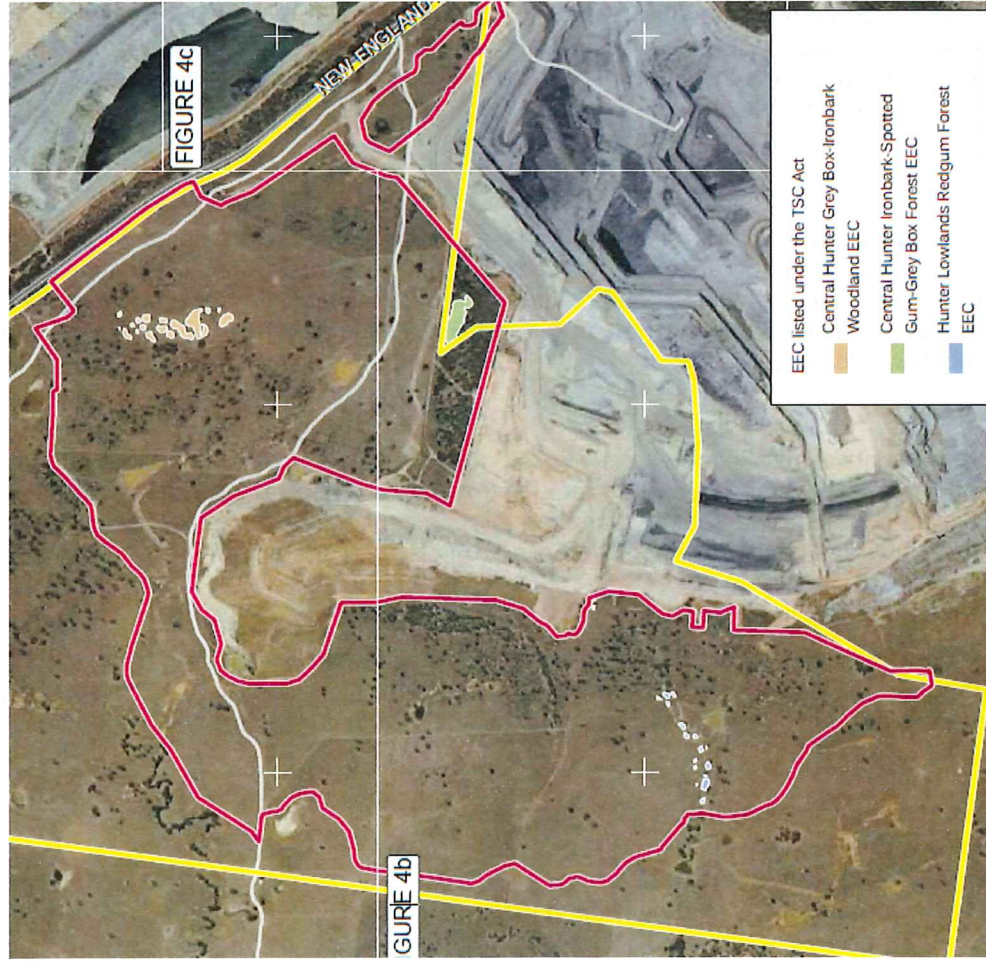 FIGURE 4c
NEW ENGLAND
GURE 4b
EEC listed under the TSC Act
Central Hunter Grey Box-Ironbark
Woodland EEC
Central Hunter Ironbark-Spotted
Gum-Grey Box Forest EEC
Hunter Lowlands Redgum Forest
EEC